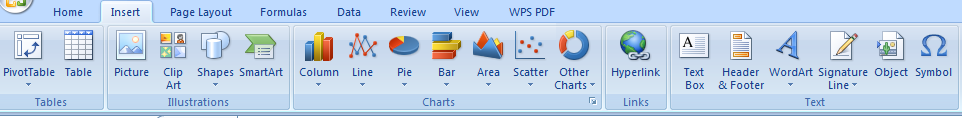 Home Insert Page Layout Formulas Data Review View WPS PDF
PivotTable Table Picture Clip Art Shapes SmartArt Column Line Pie Bar Area Scatter Other Charts Hyperlink Text Box Header & Footer WordArt Signature Line Object Symbol
Tables Illustrations Charts Links Text